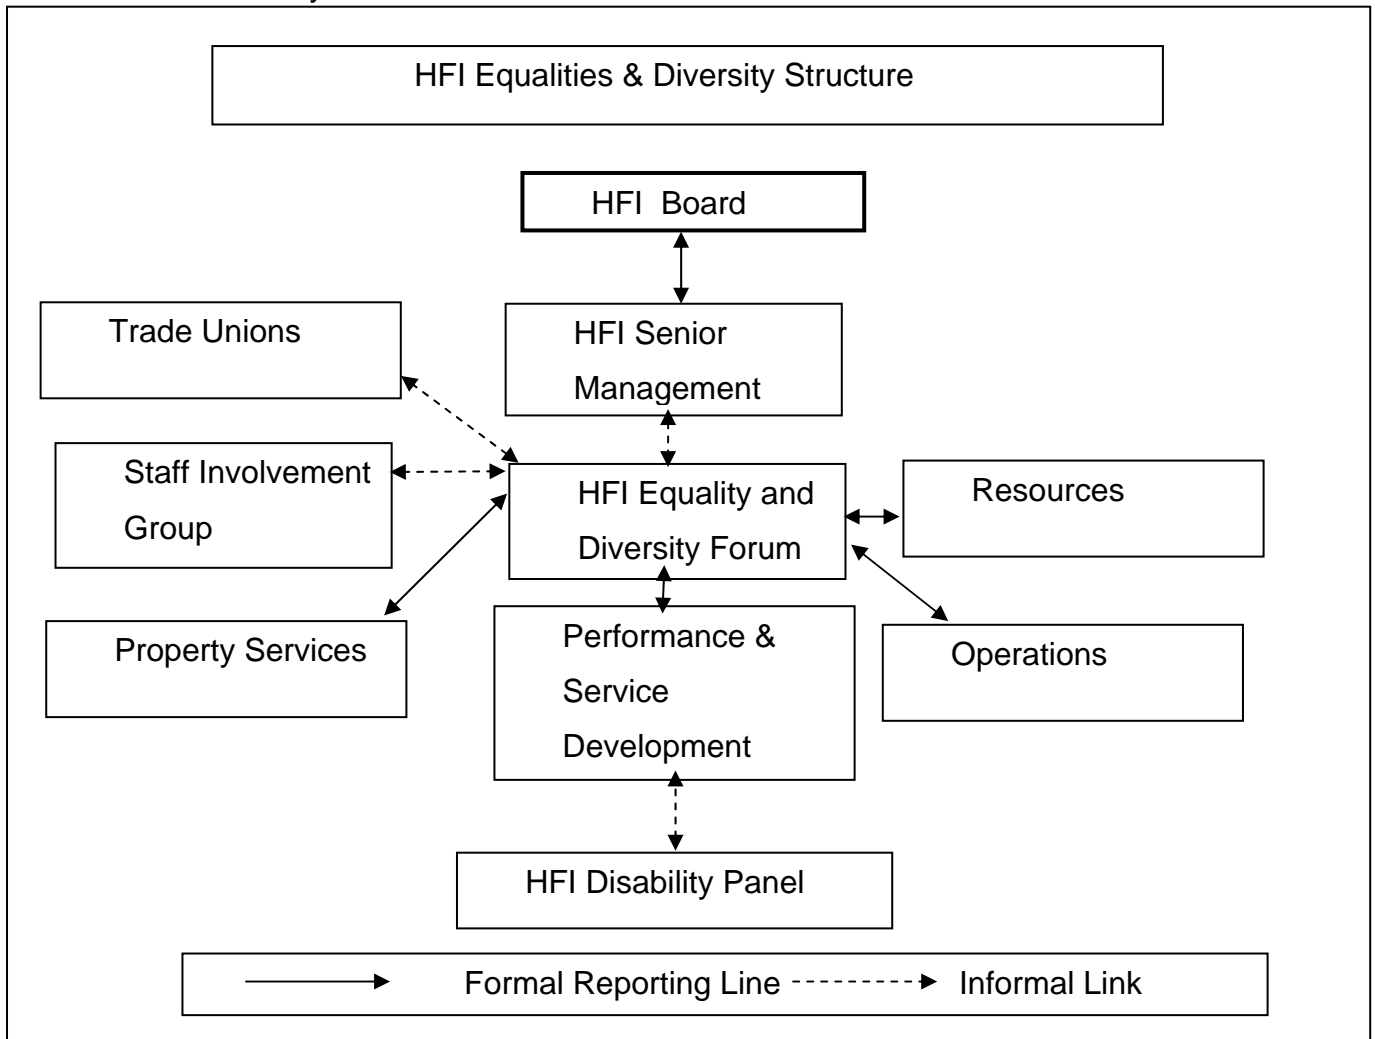 HFI Equalities & Diversity Structure
HFI Board
Trade Unions
HFI Senior
Management
Staff Involvement
Group
HFI Equality and
Diversity Forum
Resources
Property Services
Performance &
Service
Development
Operations
HFI Disability Panel
Formal Reporting Line
Informal Link